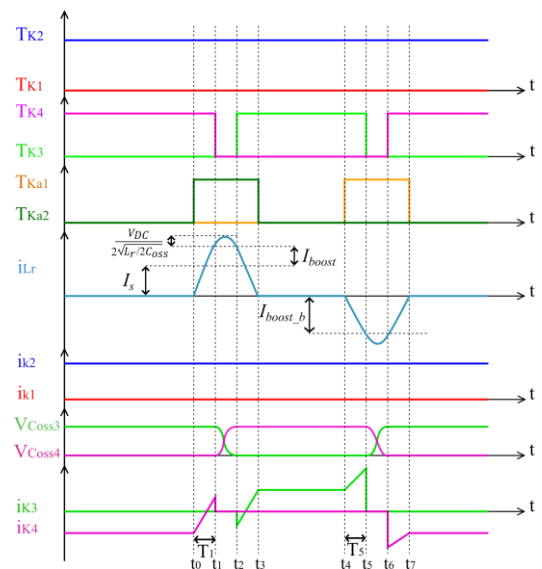 TK2
TK1 t
TK4
TK3 t
TKa1
TKa2 t
VDC
2√Lr/2Coss
Iboost
iLr Is t
Iboost_b
ik2
ik1 t
VCoss3
VCoss4 t
iK3 t
iK4
T1 T5
t0 t1 t2 t3 t4 t5 t6 t7